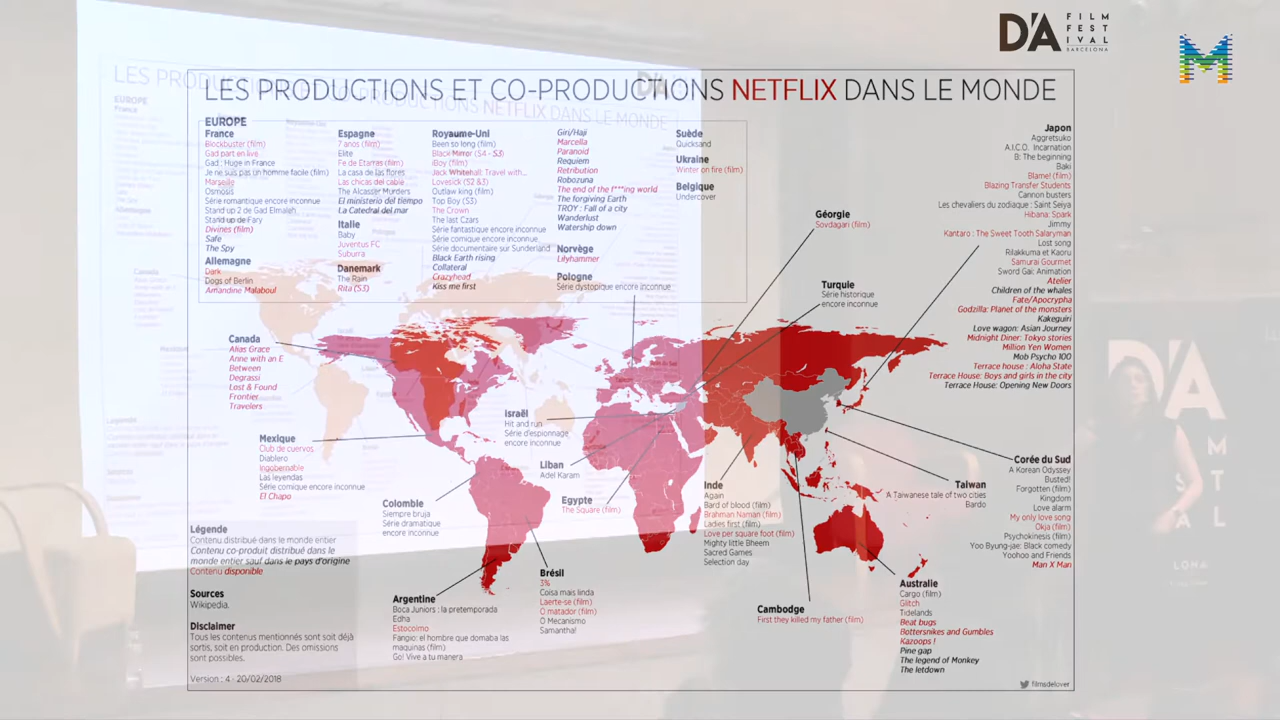 D'A FILM FESTIVAL BARCELONA
M
LES PRODUCTIONS ET CO-PRODUCTIONS NETFLIX DANS LE MONDE
EUROPE
France
Blockbuster (film)
Gad part en live
Gad : Huge in France
Je ne suis pas un homme facile (film)
Marseille
Osmosis
Série romantique encore inconnue
Stand up 2 de Gad Elmaleh
Stand up de Fary
Divines (film)
Safe
The Spy
Allemagne
Dark
Dogs of Berlin
Amandine Malaboul
Espagne
7 anos (film)
Elite
Fe de Etarras (film)
La casa de las flores
Las chicas del cable
The Alcasser Murders
El ministerio del tiempo
La Catedral del mar
Italie
Baby
Juventus FC
Suburra
Danemark
The Rain
Rita (S3)
Royaume-Uni
Been so long (film)
Black Mirror (S4 - S3)
iBoy (film)
Jack Whitehall: Travel with...
Lovesick (S2 &3)
Outlaw king (film)
Top Boy (S3)
The Crown
The last Czars
Série fantastique encore inconnue
Série comique encore inconnue
Série documentaire sur Sunderland
Black Earth rising
Collateral
Crazyhead
Kiss me first
Giri/Haji
Marcella
Paranoid
Requiem
Retribution
Robozuna
The end of the f***ing world
The forgiving Earth
TROY : Fall of a city
Wanderlust
Watership down
Norvège
Lilyhammer
Pologne
Série dystopique encore inconnue
Suède
Quicksand
Ukraine
Winter on fire (film)
Belgique
Undercover
Géorgie
Sovdagari (film)
Turquie
Série historique
encore inconnue
Japon
Aggretsuko
A.I.C.O. Incarnation
B: The beginning
Baki
Blame! (film)
Blazing Transfer Students
Cannon busters
Les chevaliers du zodiaque : Saint Seiya
Hibana: Spark
Jimmy
Kantaro : The Sweet Tooth Salaryman
Lost song
Rilakkuma et Kaoru
Samurai Gourmet
Sword Gai: Animation
Atelier
Children of the whales
Fate/Apocrypha
Godzilla: Planet of the monsters
Kakeguiri
Love wagon: Asian Journey
Midnight Diner: Tokyo stories
Million Yen Women
Mob Psycho 100
Terrace house : Aloha State
Terrace House: Boys and girls in the city
Terrace House: Opening New Doors
Canada
Alias Grace
Anne with an E
Between
Degrassi
Lost & Found
Frontier
Travelers
Mexique
Club de cuervos
Diablero
Ingobernable
Las leyendas
Série comique encore inconnue
El Chapo
Israël
Hit and run
Série d'espionnage
encore inconnue
Liban
Adel Karam
Egypte
The Square (film)
Colombie
Siempre bruja
Série dramatique
encore inconnue
Inde
Again
Bard of blood (film)
Brahman Naman (film)
Ladies first (film)
Love per square foot (film)
Mighty little Bheem
Sacred Games
Selection day
Taiwan
A Taiwanese tale of two cities
Bardo
Corée du Sud
A Korean Odyssey
Busted!
Forgotten (film)
Kingdom
Love alarm
My only love song
Okja (film)
Psychokinesis (film)
Yoo Byung-jae: Black comedy
Yoohoo and Friends
Man X Man
Légende
Contenu distribué dans le monde entier
Contenu co-produit distribué dans le
monde entier sauf dans le pays d'origine
Contenu disponible
Sources
Wikipedia.
Disclaimer
Tous les contenus mentionnés sont soit déjà
sortis, soit en production. Des omissions
sont possibles.
Version : 4 - 20/02/2018
Argentine
Boca Juniors : la pretemporada
Edha
Estocolmo
Fangio: el hombre que domaba las
maquinas (film)
Go! Vive a tu manera
Brésil
3%
Coisa mais linda
Laerte-se (film)
O matador (film)
O Mecanismo
Samantha!
Cambodge
First they killed my father (film)
Australie
Cargo (film)
Glitch
Tidelands
Beat bugs
Bottersnikes and Gumbles
Kazoops !
Pine gap
The legend of Monkey
The letdown
filmsdelover